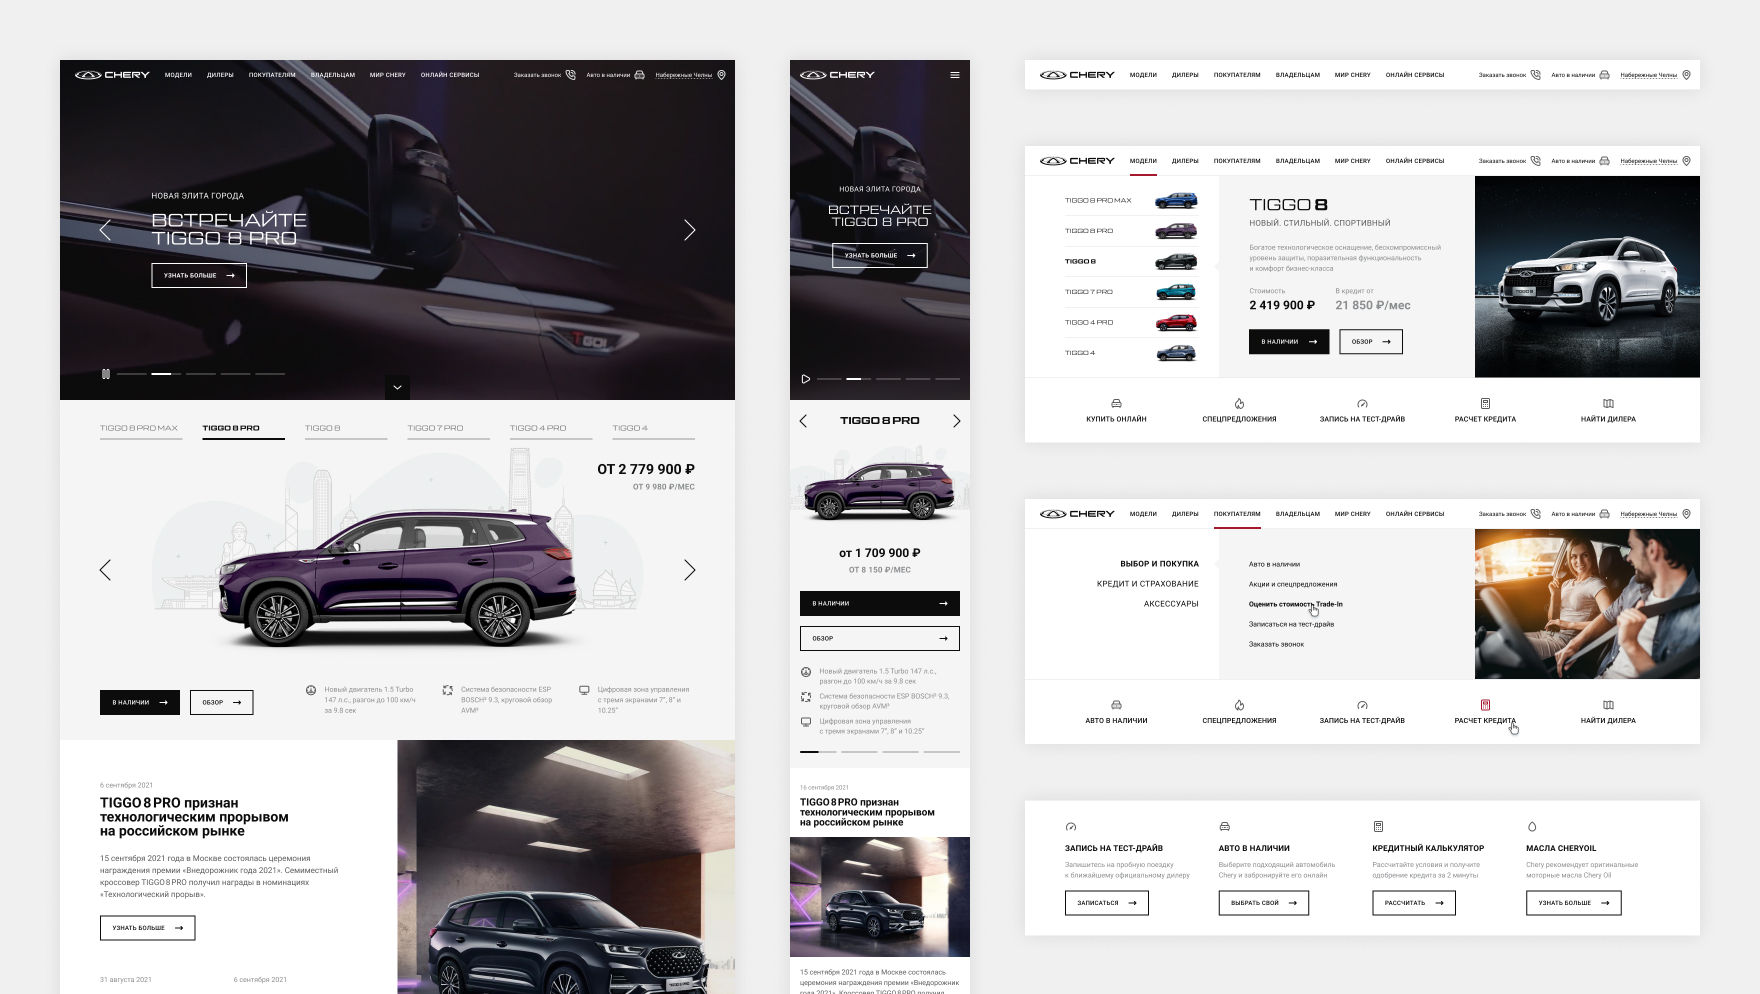 CHERY
МОДЕЛИ ДИЛЕРЫ ПОКУПАТЕЛЯМ ВЛАДЕЛЬЦАМ МИР CHERY ОНЛАЙН СЕРВИСЫ
Заказать звонок Авто в наличии Набережные Челны
НОВАЯ ЭЛИТА ГОРОДА
ВСТРЕЧАЙТЕ
TIGGO 8 PRO
УЗНАТЬ БОЛЬШЕ
TIGGO 8 PRO MAX TIGGO 8 PRO TIGGO 8 TIGGO 7 PRO TIGGO 4 PRO TIGGO 4
ОТ 2 779 900 ₽
ОТ 9 980 ₽/МЕС
В НАЛИЧИИ ОБЗОР
Новый двигатель 1.5 Turbo
147 л.с., разгон до 100 км/ч
за 9.8 сек
Система безопасности ESP
BOSCH® 9.3, круговой обзор
AVM³
Цифровая зона управления
с тремя экранами 7", 8" и
10.25"
6 сентября 2021
TIGGO 8 PRO признан
технологическим прорывом
на российском рынке
15 сентября 2021 года в Москве состоялась церемония
награждения премии «Внедорожник года 2021». Семиместный
кроссовер TIGGO 8 PRO получил награды в номинациях
«Технологический прорыв».
УЗНАТЬ БОЛЬШЕ
31 августа 2021 6 сентября 2021
CHERY
НОВАЯ ЭЛИТА ГОРОДА
ВСТРЕЧАЙТЕ
TIGGO 8 PRO
УЗНАТЬ БОЛЬШЕ
TIGGO 8 PRO
от 1 709 900 ₽
ОТ 8 150 ₽/МЕС
В НАЛИЧИИ
ОБЗОР
Новый двигатель 1.5 Turbo 147 л.с.,
разгон до 100 км/ч за 9.8 сек
Система безопасности ESP BOSCH® 9.3,
круговой обзор AVM³
Цифровая зона управления
с тремя экранами 7", 8" и 10.25"
16 сентября 2021
TIGGO 8 PRO признан
технологическим прорывом
на российском рынке
15 сентября 2021 года в Москве состоялась
церемония награждения премии «Внедорожник
года 2021». Кроссовер TIGGO 8 PRO получил
CHERY
МОДЕЛИ ДИЛЕРЫ ПОКУПАТЕЛЯМ ВЛАДЕЛЬЦАМ МИР CHERY ОНЛАЙН СЕРВИСЫ
Заказать звонок Авто в наличии Набережные Челны
CHERY
МОДЕЛИ ДИЛЕРЫ ПОКУПАТЕЛЯМ ВЛАДЕЛЬЦАМ МИР CHERY ОНЛАЙН СЕРВИСЫ
Заказать звонок Авто в наличии Набережные Челны
TIGGO 8 PRO MAX
TIGGO 8 PRO
TIGGO 8
TIGGO 7 PRO
TIGGO 4 PRO
TIGGO 4
TIGGO 8
НОВЫЙ. СТИЛЬНЫЙ. СПОРТИВНЫЙ
Богатое технологическое оснащение, бескомпромиссный
уровень защиты, поразительная функциональность
и комфорт бизнес-класса
Стоимость В кредит от
2 419 900 ₽ 21 850 ₽/мес
В НАЛИЧИИ ОБЗОР
КУПИТЬ ОНЛАЙН СПЕЦПРЕДЛОЖЕНИЯ ЗАПИСЬ НА ТЕСТ-ДРАЙВ РАСЧЕТ КРЕДИТА НАЙТИ ДИЛЕРА
CHERY
МОДЕЛИ ДИЛЕРЫ ПОКУПАТЕЛЯМ ВЛАДЕЛЬЦАМ МИР CHERY ОНЛАЙН СЕРВИСЫ
Заказать звонок Авто в наличии Набережные Челны
ВЫБОР И ПОКУПКА
КРЕДИТ И СТРАХОВАНИЕ
АКСЕССУАРЫ
Авто в наличии
Акции и спецпредложения
Оценить стоимость Trade-In
Записаться на тест-драйв
Заказать звонок
АВТО В НАЛИЧИИ СПЕЦПРЕДЛОЖЕНИЯ ЗАПИСЬ НА ТЕСТ-ДРАЙВ РАСЧЕТ КРЕДИТА НАЙТИ ДИЛЕРА
ЗАПИСЬ НА ТЕСТ-ДРАЙВ
Запишитесь на пробную поездку
к ближайшему официальному дилеру
ЗАПИСАТЬСЯ
АВТО В НАЛИЧИИ
Выберите подходящий автомобиль
Chery и забронируйте его онлайн
ВЫБРАТЬ СВОЙ
КРЕДИТНЫЙ КАЛЬКУЛЯТОР
Рассчитайте условия и получите
одобрение кредита за 2 минуты
РАССЧИТАТЬ
МАСЛА CHERYOIL
Chery рекомендует оригинальные
моторные масла Chery Oil
УЗНАТЬ БОЛЬШЕ